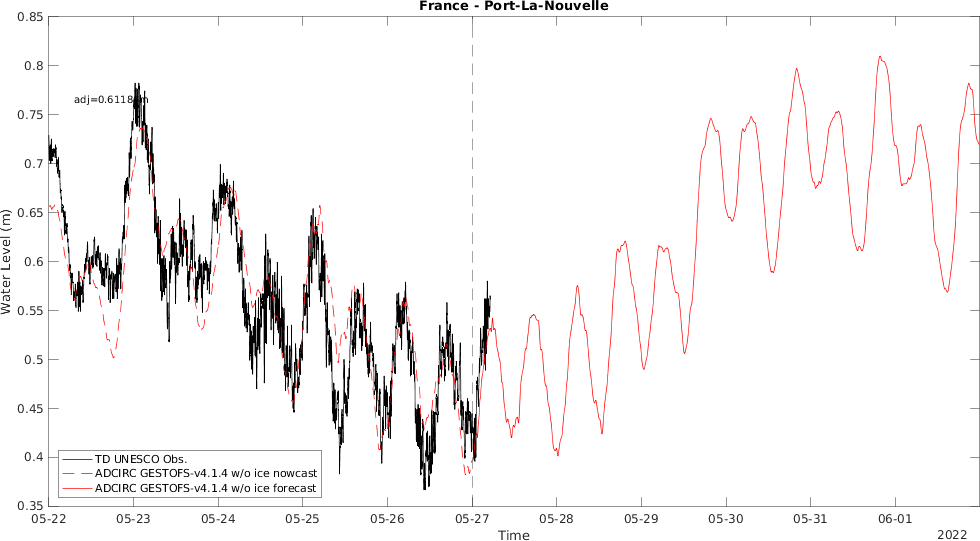 France - Port-La-Nouvelle
0.85
0.8
0.75
0.7
0.65
0.6
0.55
0.5
0.45
0.4
0.35
Water Level (m)
adj=0.6118 m
TD UNESCO Obs.
ADCIRC GESTOFS-v4.1.4 w/o ice nowcast
ADCIRC GESTOFS-v4.1.4 w/o ice forecast
05-22 05-23 05-24 05-25 05-26 05-27 05-28 05-29 05-30 05-31 06-01
Time
2022